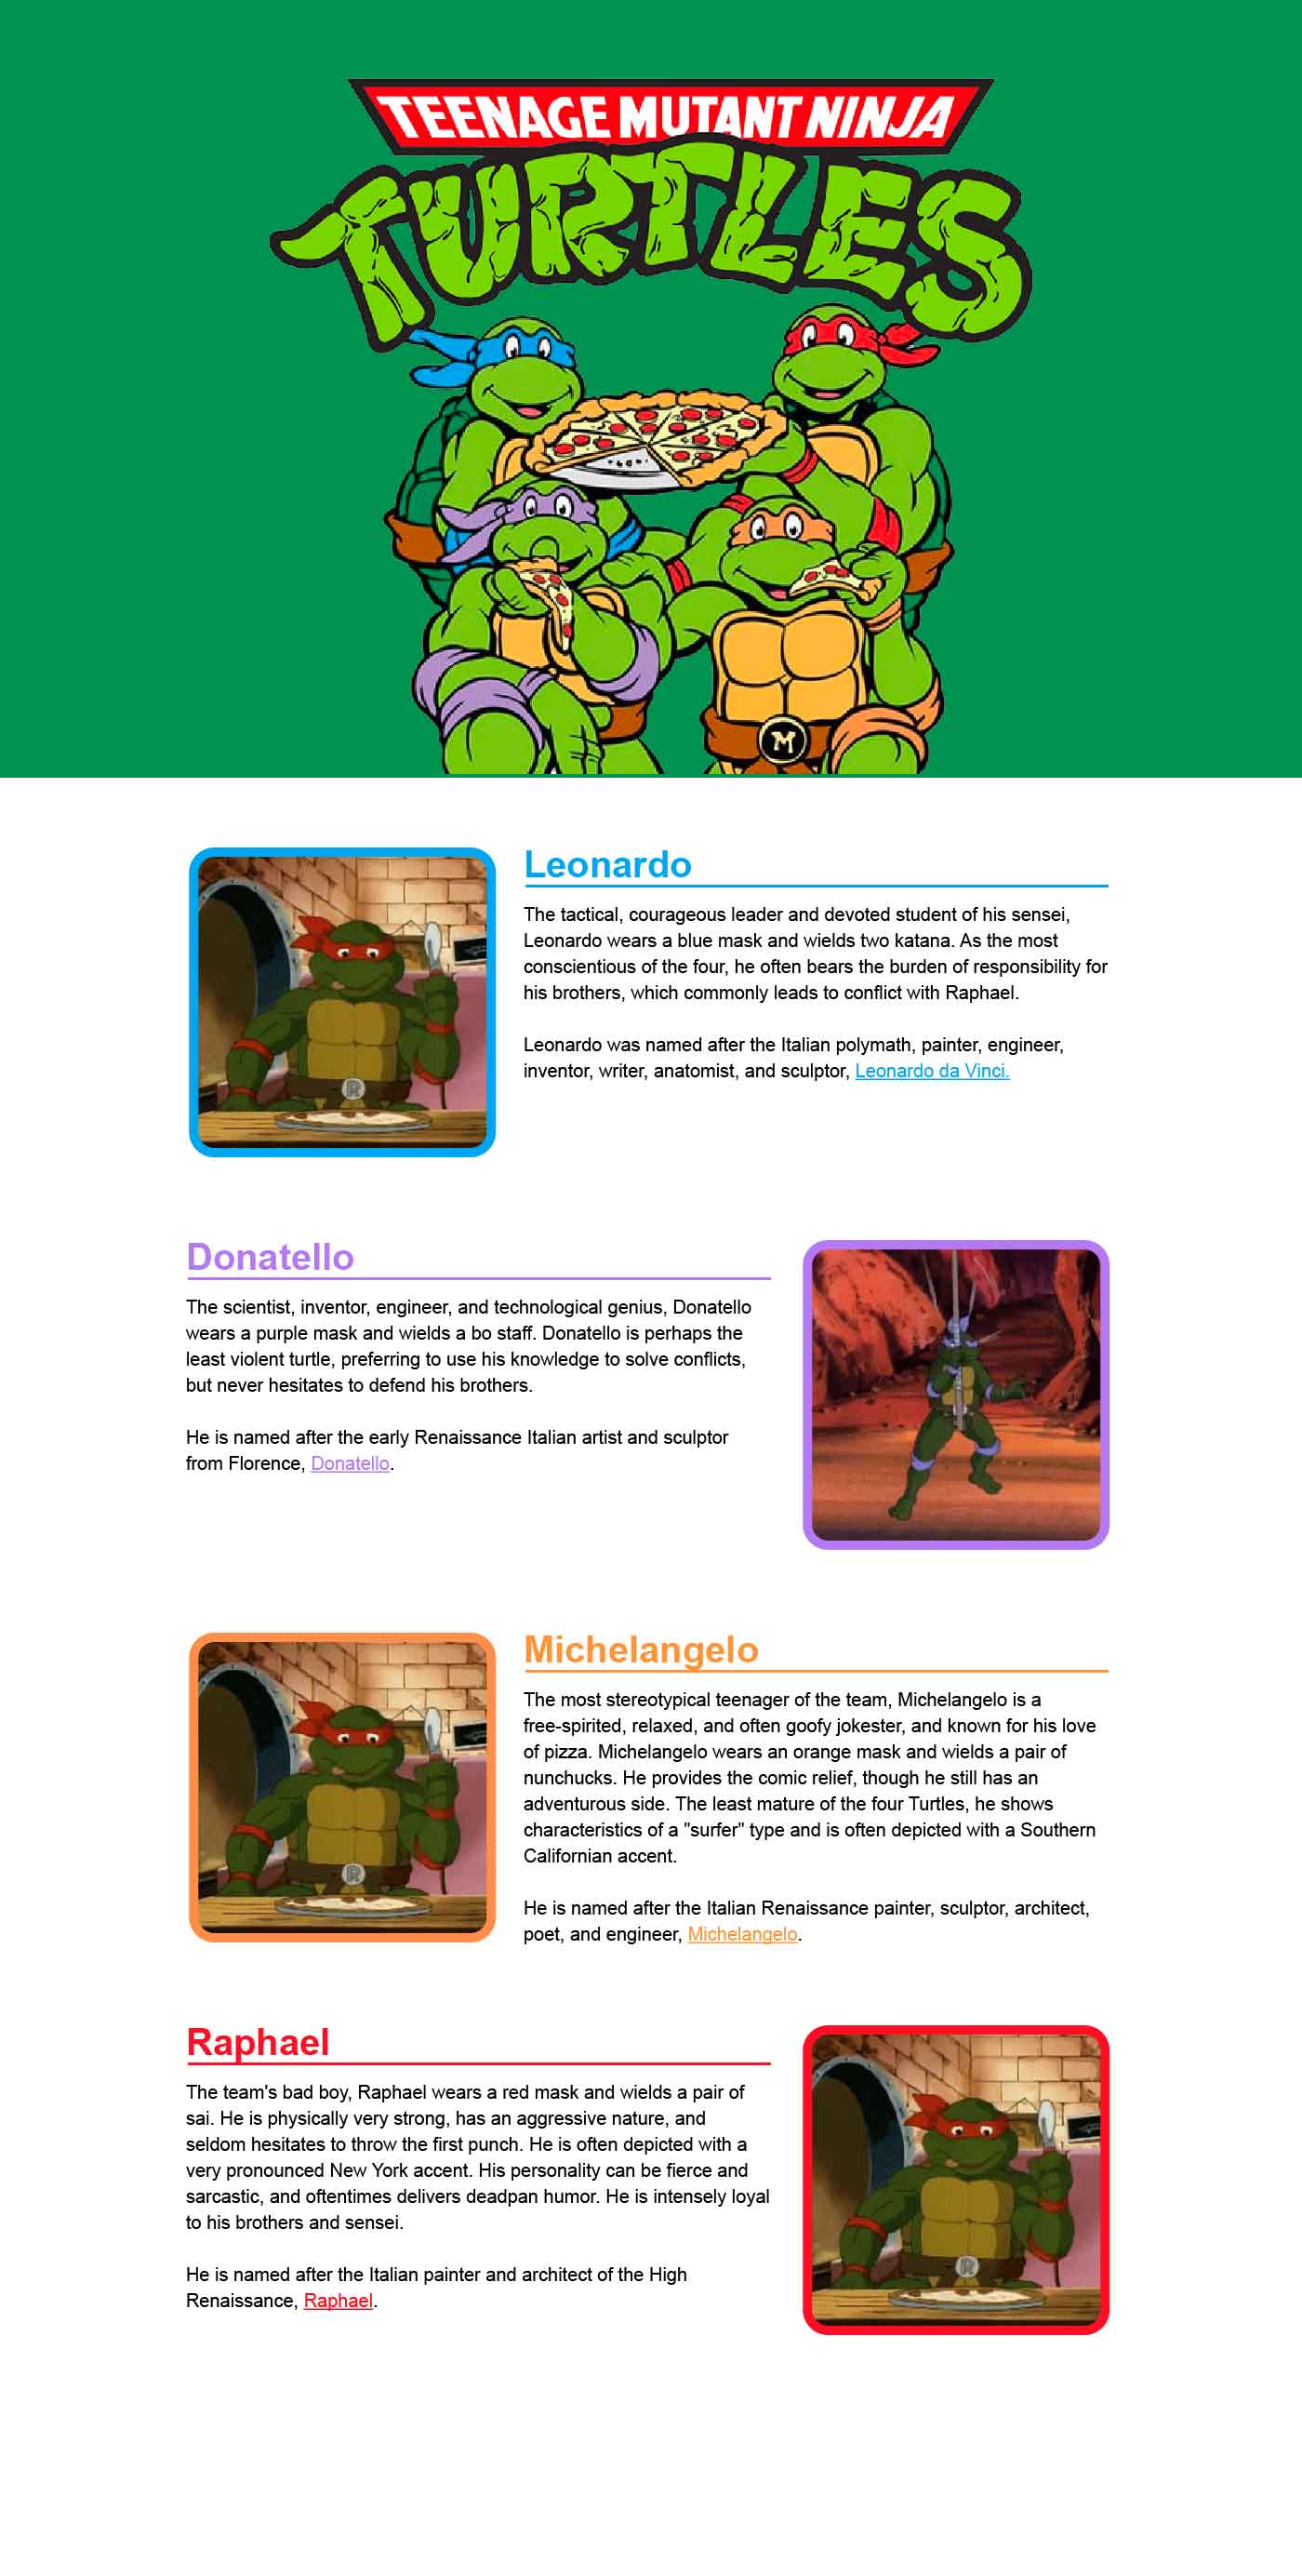 TEENAGE MUTANT NINJA
TURTLES
M
Leonardo
The tactical, courageous leader and devoted student of his sensei,
Leonardo wears a blue mask and wields two katana. As the most
conscientious of the four, he often bears the burden of responsibility for
his brothers, which commonly leads to conflict with Raphael.
Leonardo was named after the Italian polymath, painter, engineer,
inventor, writer, anatomist, and sculptor, Leonardo da Vinci.
R
Donatello
The scientist, inventor, engineer, and technological genius, Donatello
wears a purple mask and wields a bo staff. Donatello is perhaps the
least violent turtle, preferring to use his knowledge to solve conflicts,
but never hesitates to defend his brothers.
He is named after the early Renaissance Italian artist and sculptor
from Florence, Donatello.
Michelangelo
The most stereotypical teenager of the team, Michelangelo is a
free-spirited, relaxed, and often goofy jokester, and known for his love
of pizza. Michelangelo wears an orange mask and wields a pair of
nunchucks. He provides the comic relief, though he still has an
adventurous side. The least mature of the four Turtles, he shows
characteristics of a "surfer" type and is often depicted with a Southern
Californian accent.
He is named after the Italian Renaissance painter, sculptor, architect,
poet, and engineer, Michelangelo.
R
Raphael
The team's bad boy, Raphael wears a red mask and wields a pair of
sai. He is physically very strong, has an aggressive nature, and
seldom hesitates to throw the first punch. He is often depicted with a
very pronounced New York accent. His personality can be fierce and
sarcastic, and oftentimes delivers deadpan humor. He is intensely loyal
to his brothers and sensei.
He is named after the Italian painter and architect of the High
Renaissance, Raphael.
R